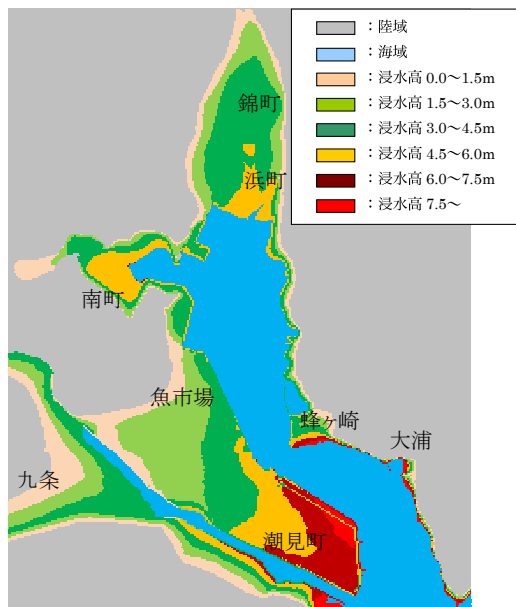 ：陸域
：海域
：浸水高 0.0～1.5m
：浸水高 1.5～3.0m
：浸水高 3.0～4.5m
：浸水高 4.5～6.0m
：浸水高 6.0～7.5m
：浸水高 7.5～
錦町
浜町
南町
魚市場
蜂ヶ崎
大浦
九条
潮見町